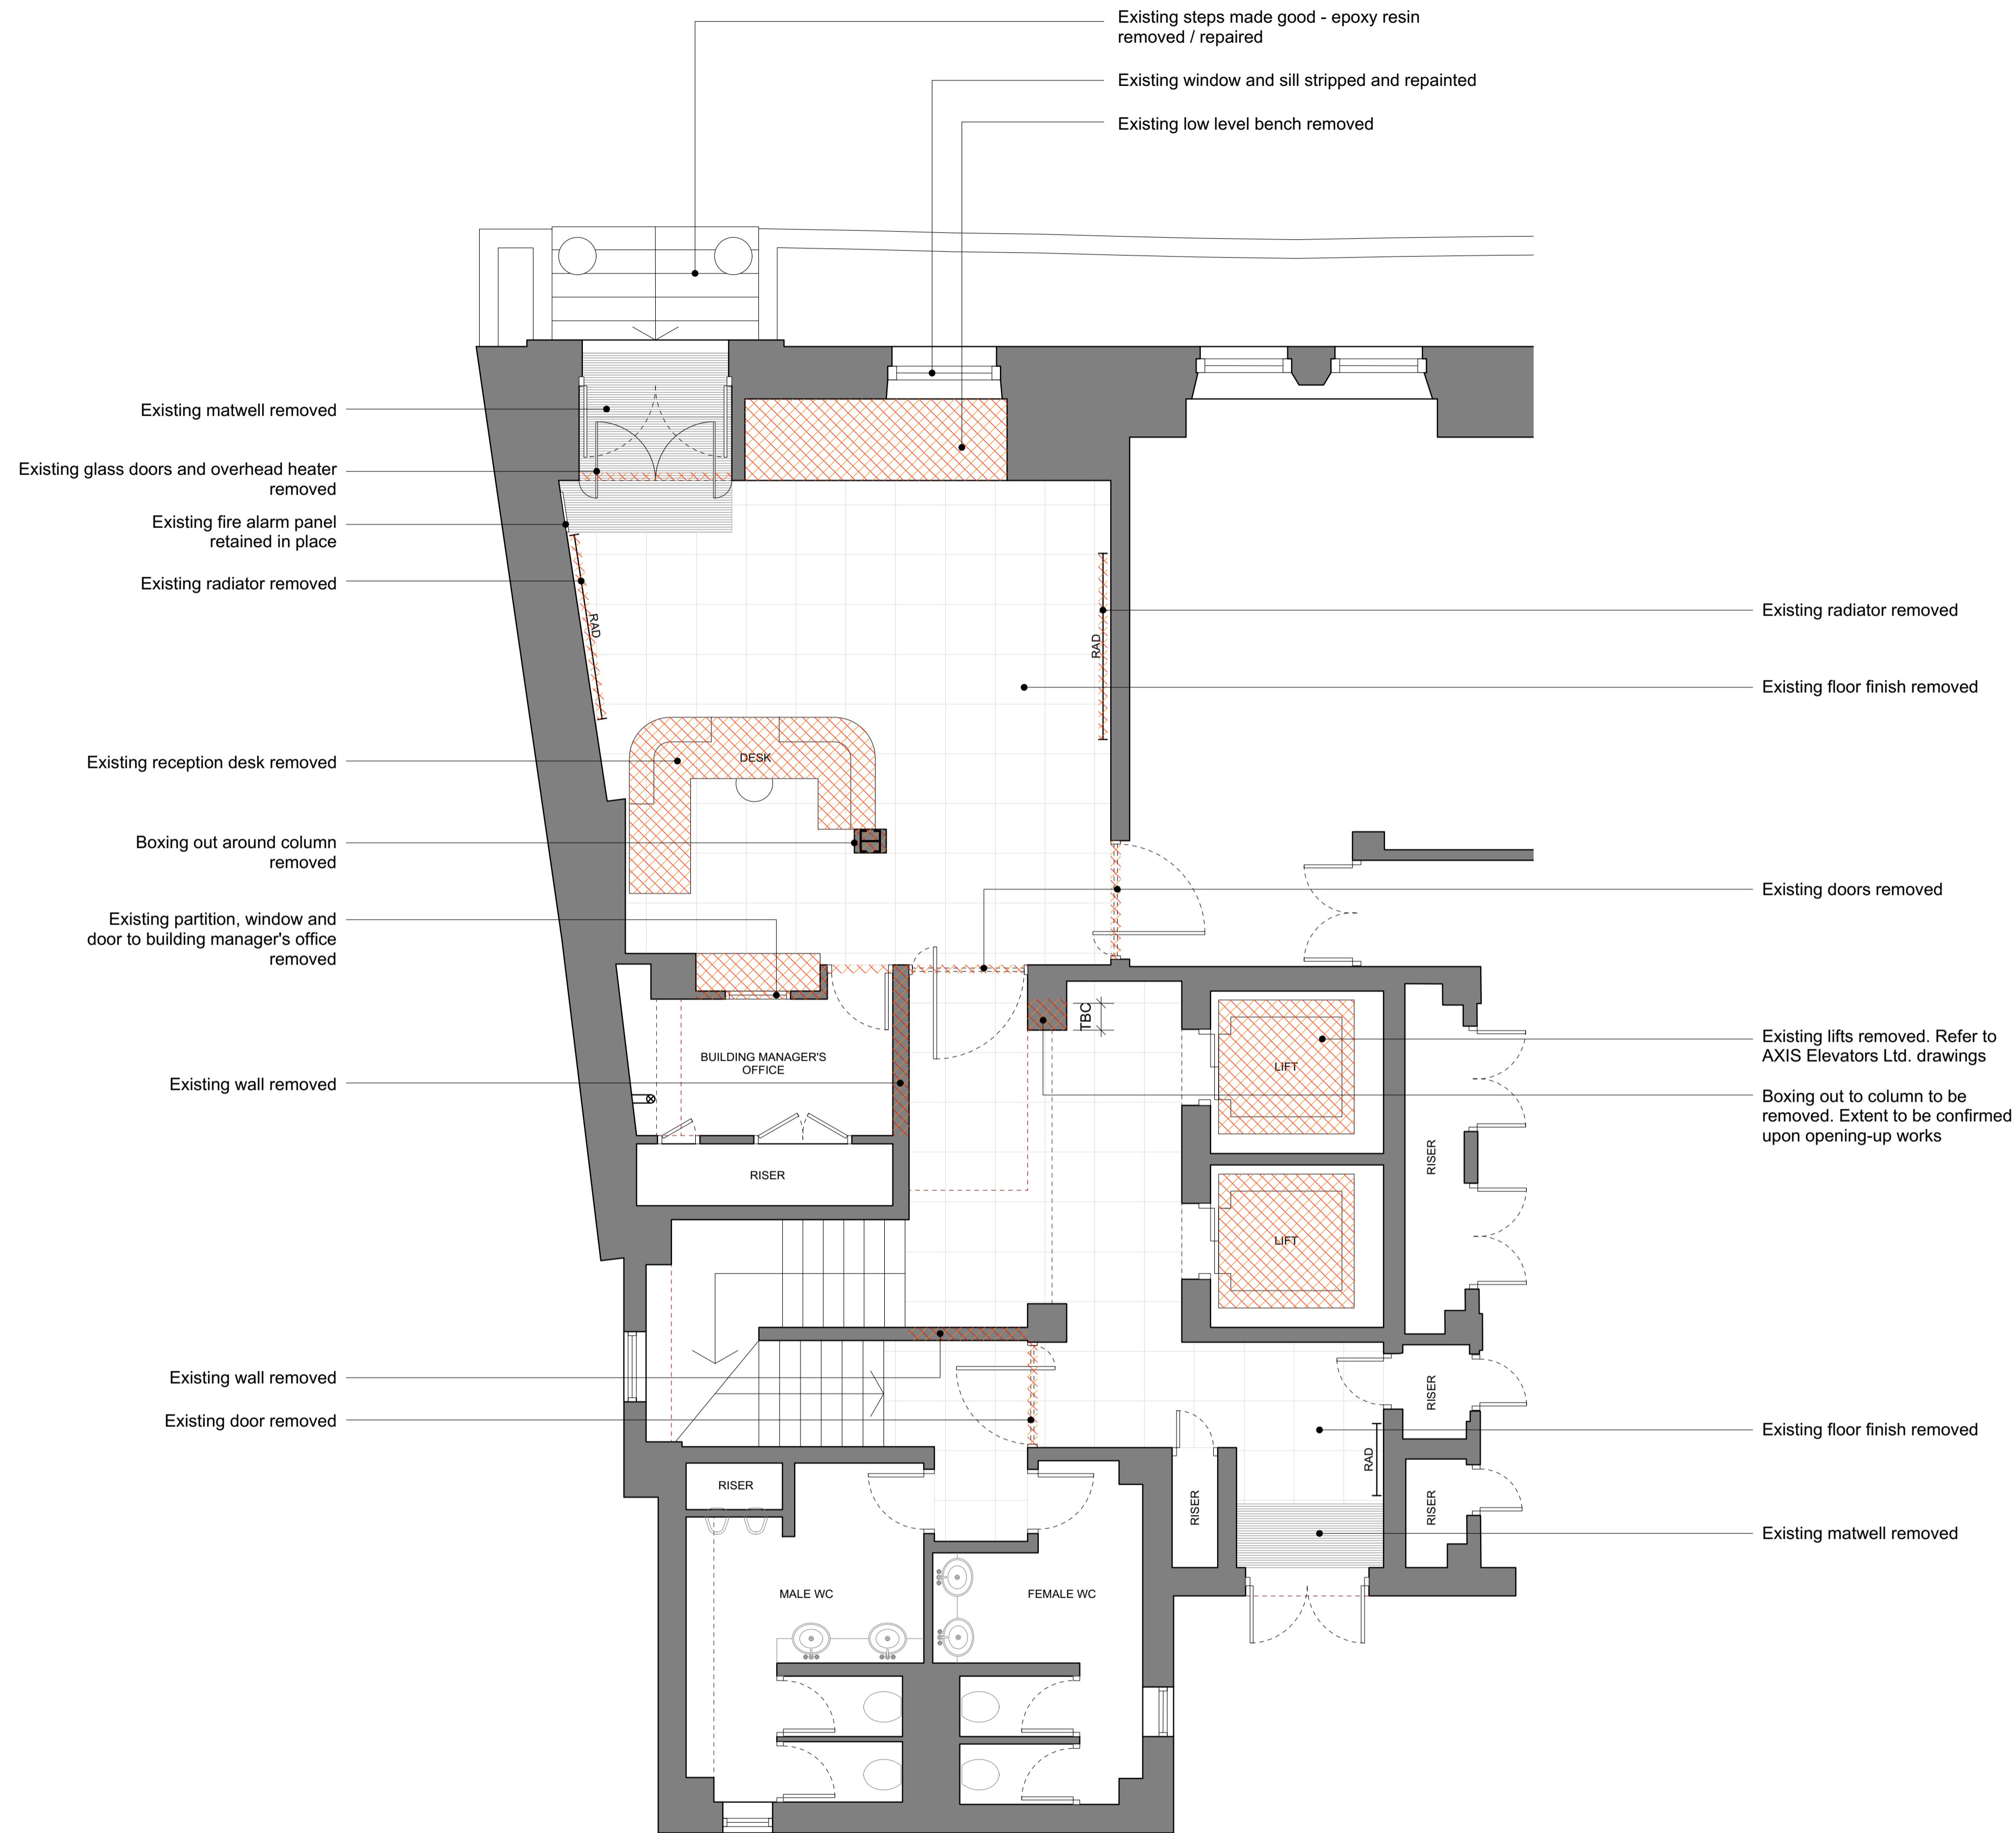 Existing steps made good - epoxy resin
removed / repaired
Existing window and sill stripped and repainted
Existing low level bench removed
Existing matwell removed
Existing glass doors and overhead heater
removed
Existing fire alarm panel
retained in place
Existing radiator removed
RAD
RAD
Existing radiator removed
Existing floor finish removed
Existing reception desk removed
DESK
Boxing out around column
removed
Existing doors removed
Existing partition, window and
door to building manager's office
removed
TBC
BUILDING MANAGER'S
OFFICE
LIFT
Existing lifts removed. Refer to
AXIS Elevators Ltd. drawings
Existing wall removed
Boxing out to column to be
removed. Extent to be confirmed
upon opening-up works
RISER
RISER
LIFT
Existing wall removed
Existing door removed
RISER
Existing floor finish removed
RAD
RISER
RISER
RISER
Existing matwell removed
MALE WC
FEMALE WC